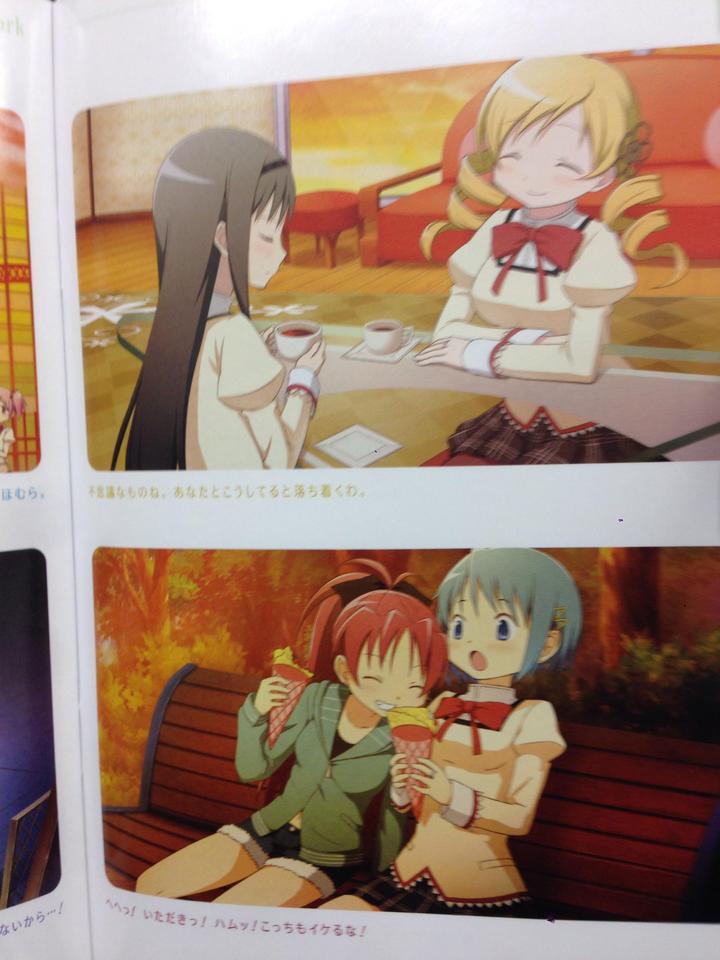 ork
ほむら。
不思議なものね。あなたとこうしてると落ち着くわ。
ないから…!
へへっ! いただきっ! ハムッ! こっちもイケるな!